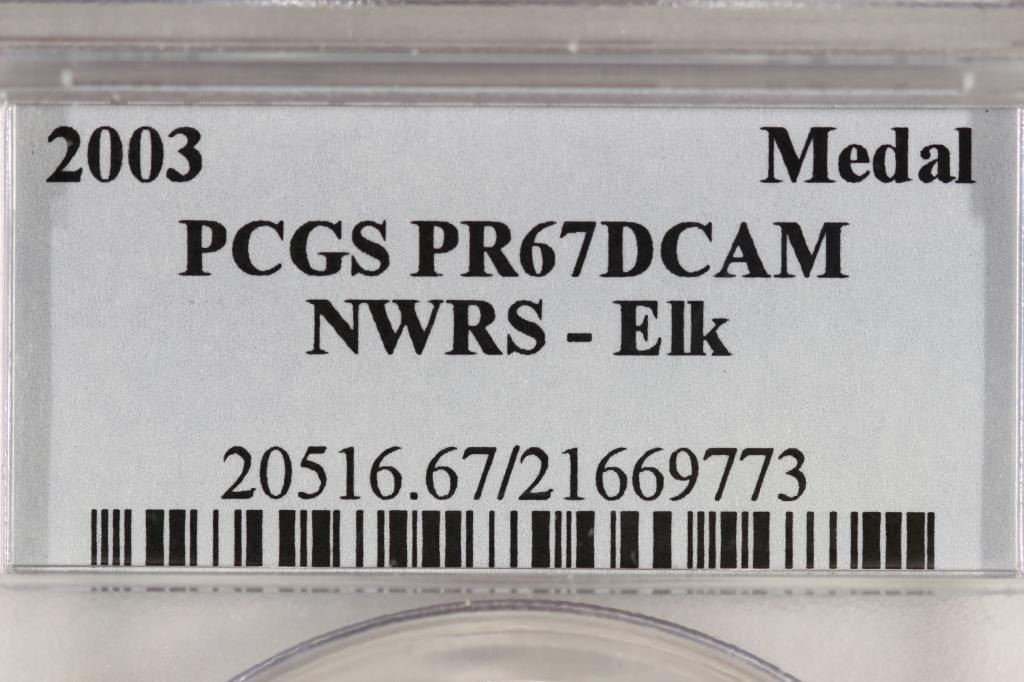 2003 Medal
PCGS PR67DCAM
NWRS - Elk
20516.67/21669773